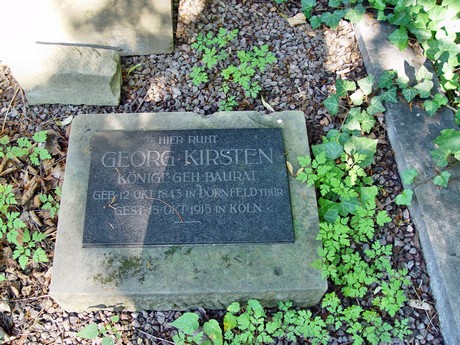 HIER RUHT
GEORG·KIRSTEN
KÖNIGL·GEH·BAURAT
GEB·12·OKT·1843 IN DÖRNFELD THÜR
GEST·15·OKT·1915 IN KÖLN